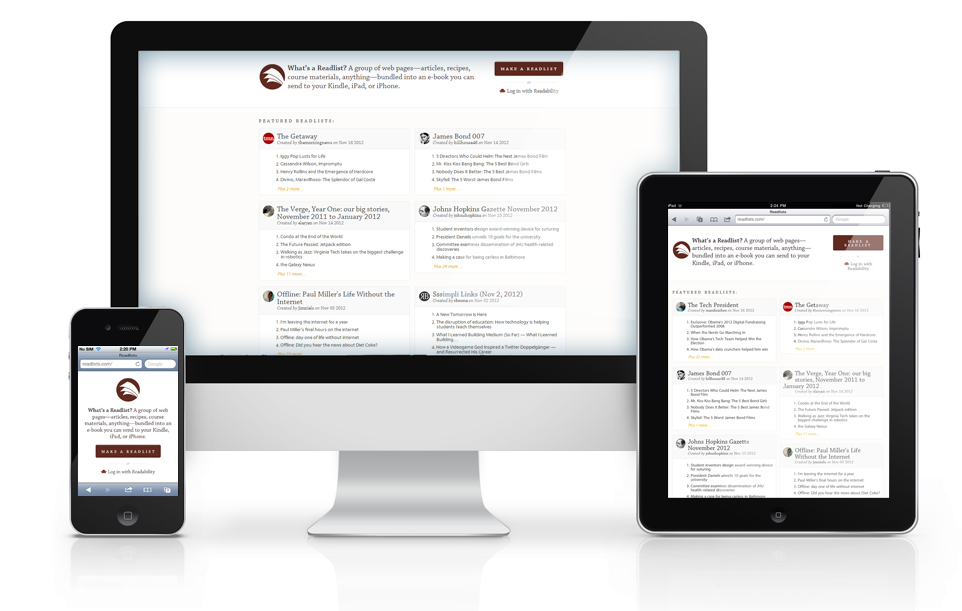 What's a Readlist? A group of web pages—articles, recipes,
course materials, anything—bundled into an e-book you can
send to your Kindle, iPad, or iPhone.
MAKE A READLIST
or
Log in with Readability
FEATURED READLISTS:
The Getaway
Created by themorningnews on Nov 16 2012
1. Iggy Pop Lusts for Life
2. Cassandra Wilson, Impromptu
3. Henry Rollins and the Emergence of Hardcore
4. Divino, Maravilhoso: The Splendor of Gal Costa
Plus 2 more...
James Bond 007
Created by hillhouse46 on Nov 14 2012
1. 5 Directors Who Could Helm The Next James Bond Film
2. Mr. Kiss Kiss Bang Bang: The 5 Best Bond Girls
3. Nobody Does It Better: The 5 Best James Bond Films
4. Skyfall: The 5 Worst James Bond Films
Plus 1 more...
The Verge, Year One: our big stories,
November 2011 to January 2012
Created by on Nov 14 2012
1. Condo at the End of the World
2. The Future Passed: Jetpack edition
3. Walking as Jazz: Virginia Tech takes on the biggest challenge
in robotics
4. the Galaxy Nexus
Plus 11 more...
Johns Hopkins Gazette November 2012
Created by johnshopkins on Nov 13 2012
1. Student inventors design award-winning device for suturing
2. President Daniels unveils 10 goals for the university
3. Committee examines dissemination of JHU health-related
discoveries
4. Making a case for being carless in Baltimore
Plus 29 more...
Offline: Paul Miller's Life Without the
Internet
Created by on Nov 05 2012
1. I'm leaving the internet for a year
2. Paul Miller's final hours on the internet
3. Offline: day one of life without internet
4. Offline: Did you hear the news about Diet Coke?
Sssimpli Links (Nov 2, 2012)
Created by on Nov 02 2012
1. A New Tomorrow is Here
2. The disruption of education: How technology is helping
students teach themselves
3. What I Learned Building Medium (So Far) — What I Learned
Building…
4. How a Videogame God Inspired a Twitter Doppelgänger —
and Resurrected His Career
iPad
2:24 PM
Not Charging
Readlists
readlists.com/
Google
What's a Readlist? A group of web pages—
articles, recipes, course materials, anything—
bundled into an e-book you can send to your
Kindle, iPad, or iPhone.
MAKE A
READLIST
or
Log in with
Readability
FEATURED READLISTS:
The Tech President
Created by on Nov 16 2012
1. Exclusive: Obama's 2012 Digital Fundraising
Outperformed 2008
2. When the Nerds Go Marching In
3. How Obama's Tech Team Helped Win the
Election
4. How Obama's data crunchers helped him win
Plus 22 more...
The Getaway
Created by themorningnews on Nov 16 2012
1. Iggy Pop Lusts for Life
2. Cassandra Wilson, Impromptu
3. Henry Rollins and the Emergence of Hardcore
4. Divino, Maravilhoso: The Splendor of Gal Costa
Plus 2 more...
James Bond 007
Created by hillhouse46 on Nov 14 2012
1. 5 Directors Who Could Helm The Next James
Bond Film
2. Mr. Kiss Kiss Bang Bang: The 5 Best Bond Girls
3. Nobody Does It Better: The 5 Best James Bond
Films
4. Skyfall: The 5 Worst James Bond Films
Plus 1 more...
The Verge, Year One: our big
stories, November 2011 to
January 2012
Created by on Nov 14 2012
1. Condo at the End of the World
2. The Future Passed: Jetpack edition
3. Walking as Jazz: Virginia Tech takes on the
biggest challenge in robotics
4. the Galaxy Nexus
Plus 11 more...
Johns Hopkins Gazette
November 2012
Created by johnshopkins on Nov 13 2012
1. Student inventors design award-winning device
for suturing
2. President Daniels unveils 10 goals for the
university
3. Committee examines dissemination of JHU
health-related discoveries
4. Making a case for being carless in Baltimore
Offline: Paul Miller's Life
Without the Internet
Created by on Nov 05 2012
1. I'm leaving the internet for a year
2. Paul Miller's final hours on the internet
3. Offline: day one of life without internet
4. Offline: Did you hear the news about Diet Coke?
No SIM
2:20 PM
Readlists
readlists.com/
Google
What's a Readlist? A group of web
pages—articles, recipes, course
materials, anything—bundled into an
e-book you can send to your Kindle,
iPad, or iPhone.
MAKE A READLIST
or
Log in with Readability